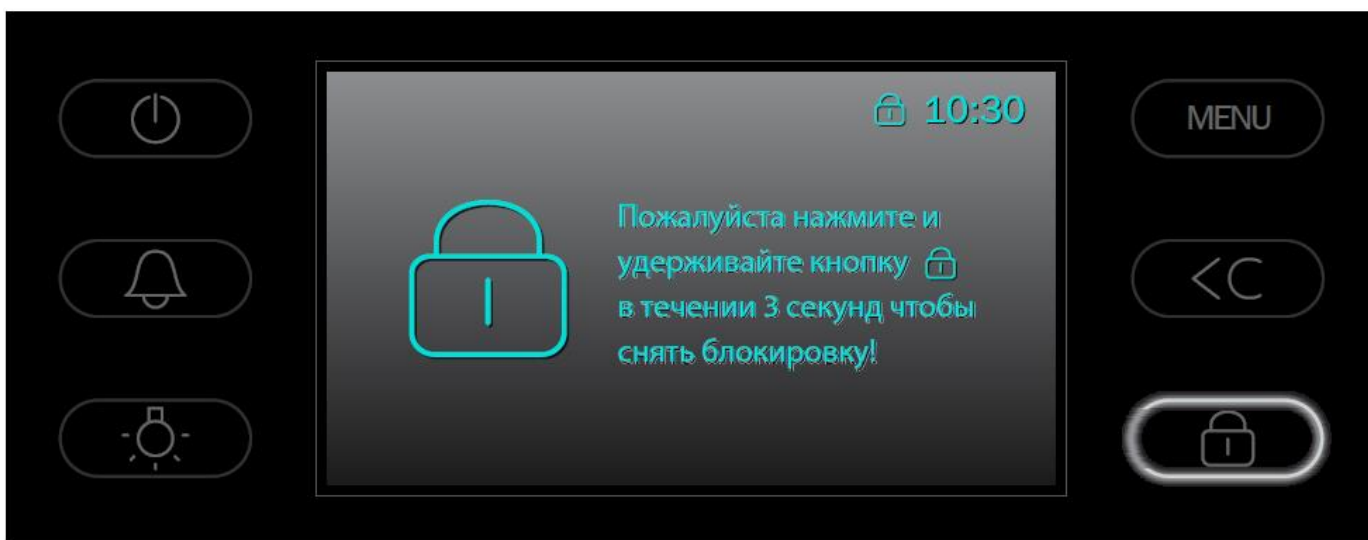 10:30
MENU
Пожалуйста нажмите и
удерживайте кнопку
в течении 3 секунд чтобы
снять блокировку!
<C